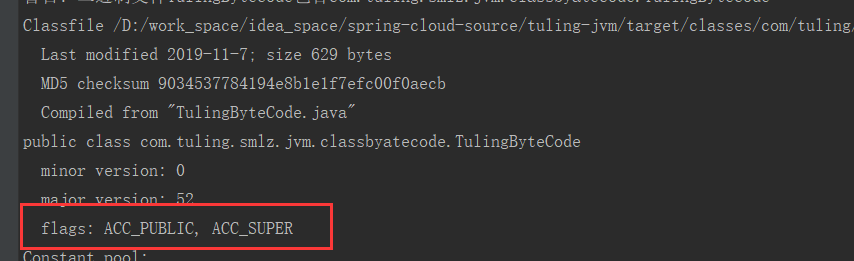 Classfile /D:/work_space/idea_space/spring-cloud-source/tuling-jvm/target/classes/com/tuling/
Last modified 2019-11-7; size 629 bytes
MD5 checksum 9034537784194e8b1e1f7efc00f0aecb
Compiled from "TulingByteCode.java"
public class com.tuling.smlz.jvm.classbyatecode.TulingByteCode
minor version: 0
major version: 52
flags: ACC_PUBLIC, ACC_SUPER
Constant pool: